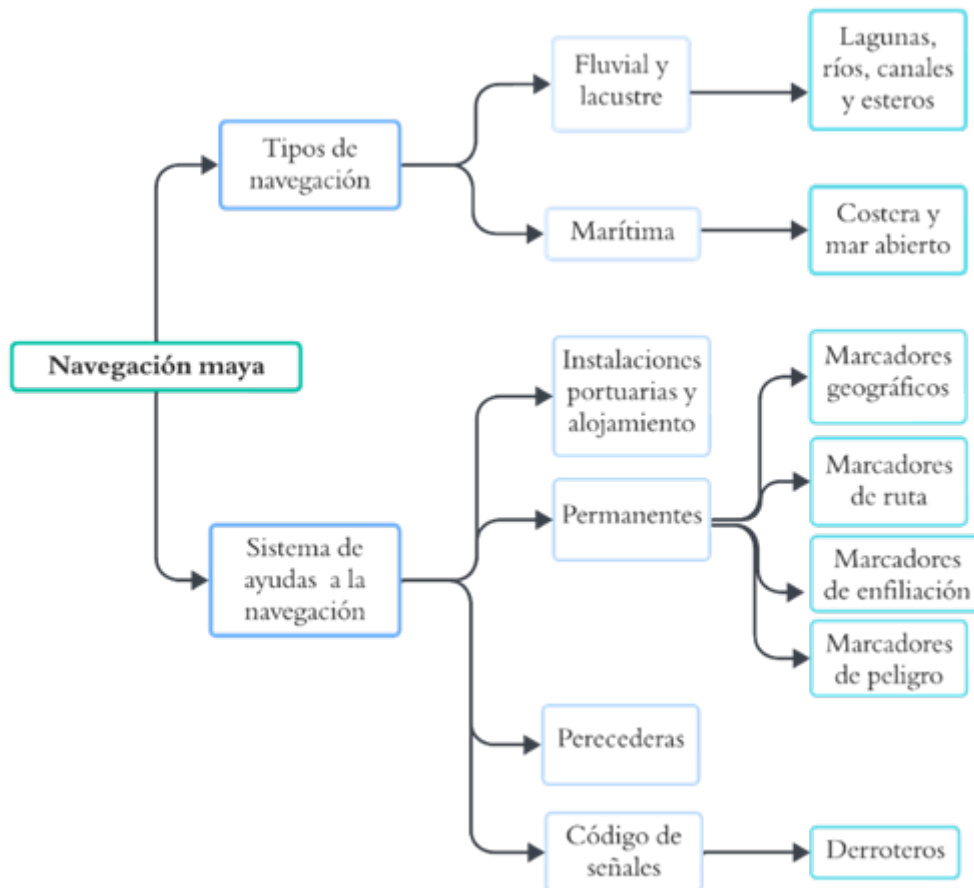 Navegación maya
Tipos de
navegación
Fluvial y
lacustre
Lagunas,
ríos, canales
y esteros
Marítima
Costera y
mar abierto
Sistema de
ayudas a la
navegación
Instalaciones
portuarias y
alojamiento
Permanentes
Marcadores
geográficos
Marcadores
de ruta
Marcadores
de enfiliación
Marcadores
de peligro
Perecederas
Código de
señales
Derroteros